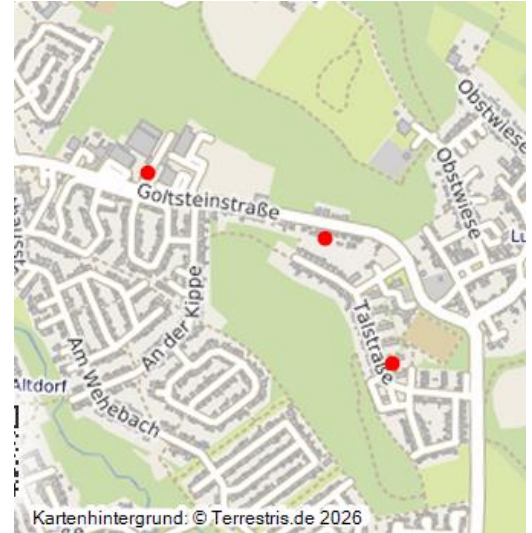 Obstwiese
Obstwiese
Goltsteinstraße
Talstraße
An der Kippe
Am Wehebach
Altdorf
Kartenhintergrund: © Terrestris.de 2026